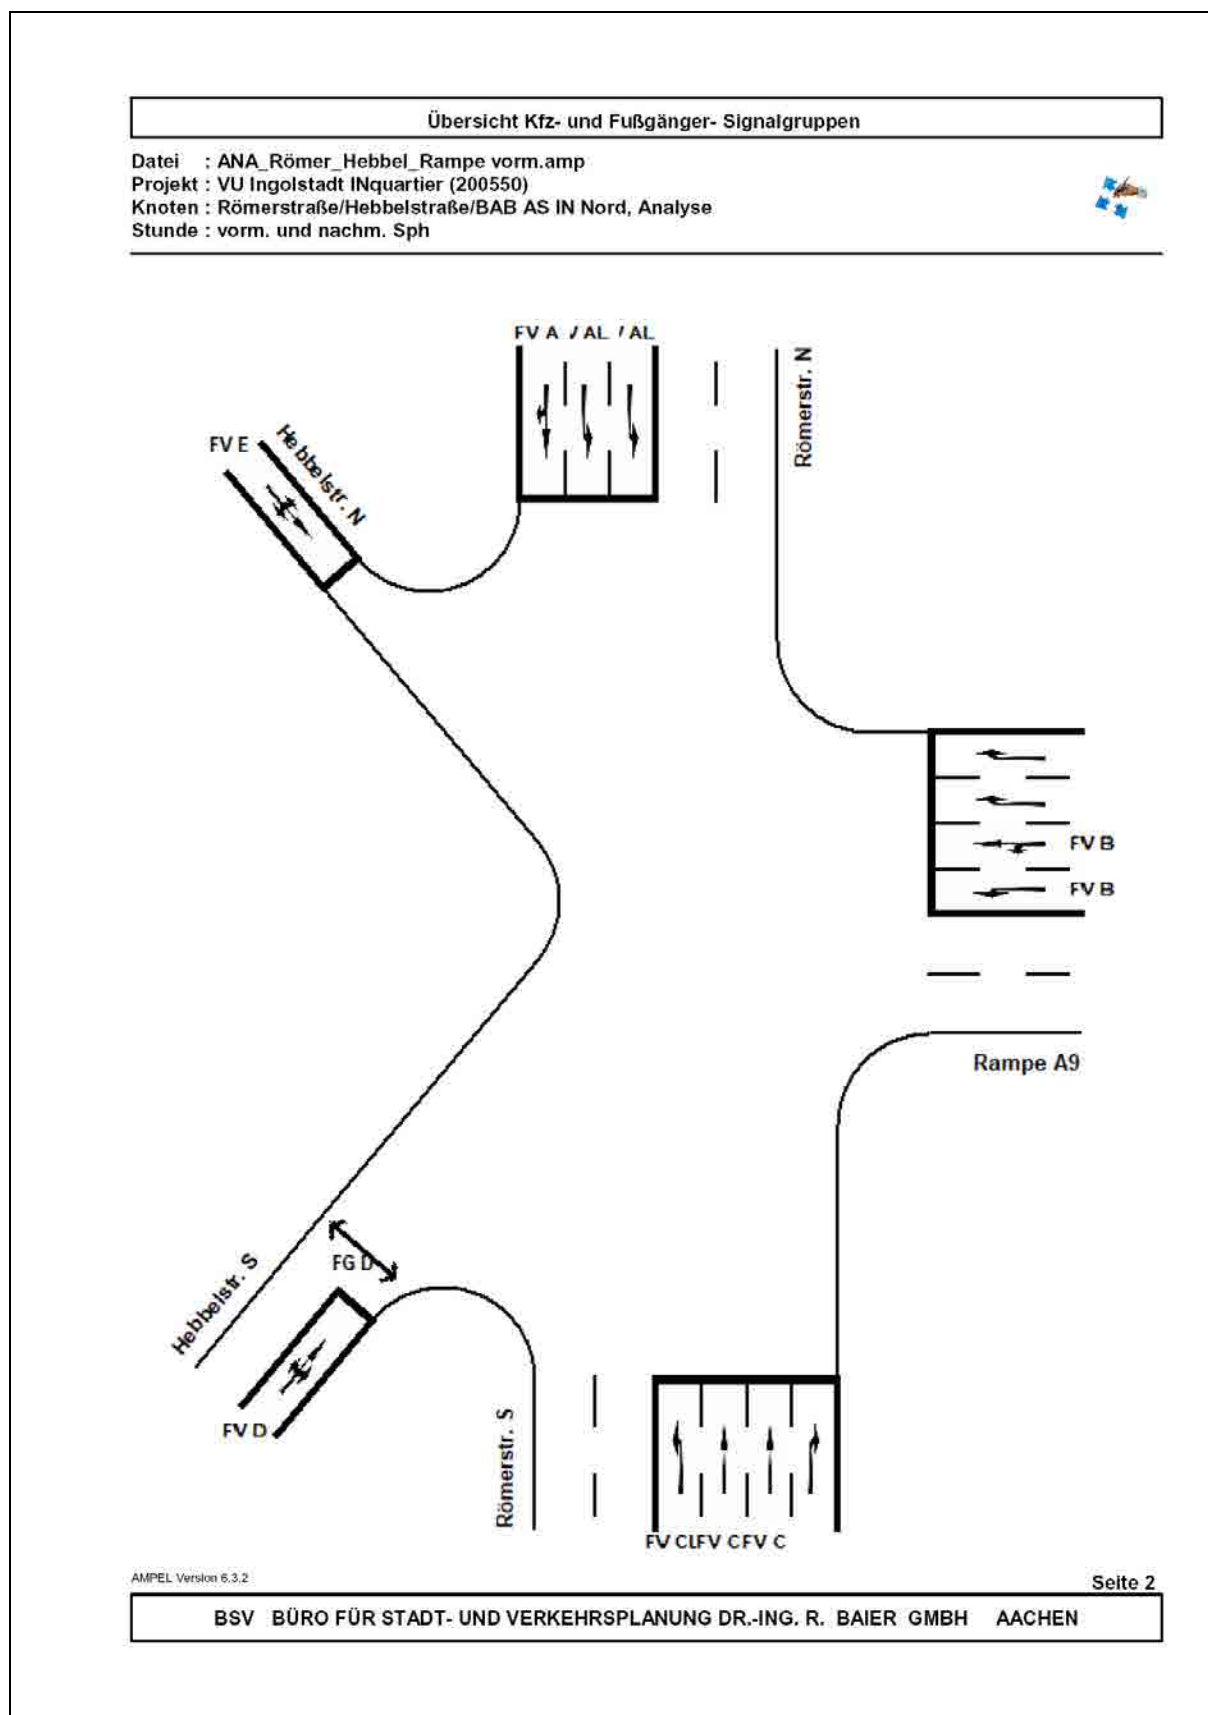 Übersicht Kfz- und Fußgänger- Signalgruppen
Datei : ANA_Römer_Hebbel_Rampe vorm.amp
Projekt : VU Ingolstadt INquartier (200550)
Knoten : Römerstraße/Hebbelstraße/BAB AS IN Nord, Analyse
Stunde : vorm. und nachm. Sph
FV A V AL / AL
Römerstr. N
FV E
Hebbelstr. N
FV B
FV B
Rampe A9
FG D
Hebbelstr. S
FV D
Römerstr. S
FV CL FV C FV C
AMPEL Version 6.3.2
Seite 2
BSV BÜRO FÜR STADT- UND VERKEHRSPLANUNG DR.-ING. R. BAIER GMBH AACHEN